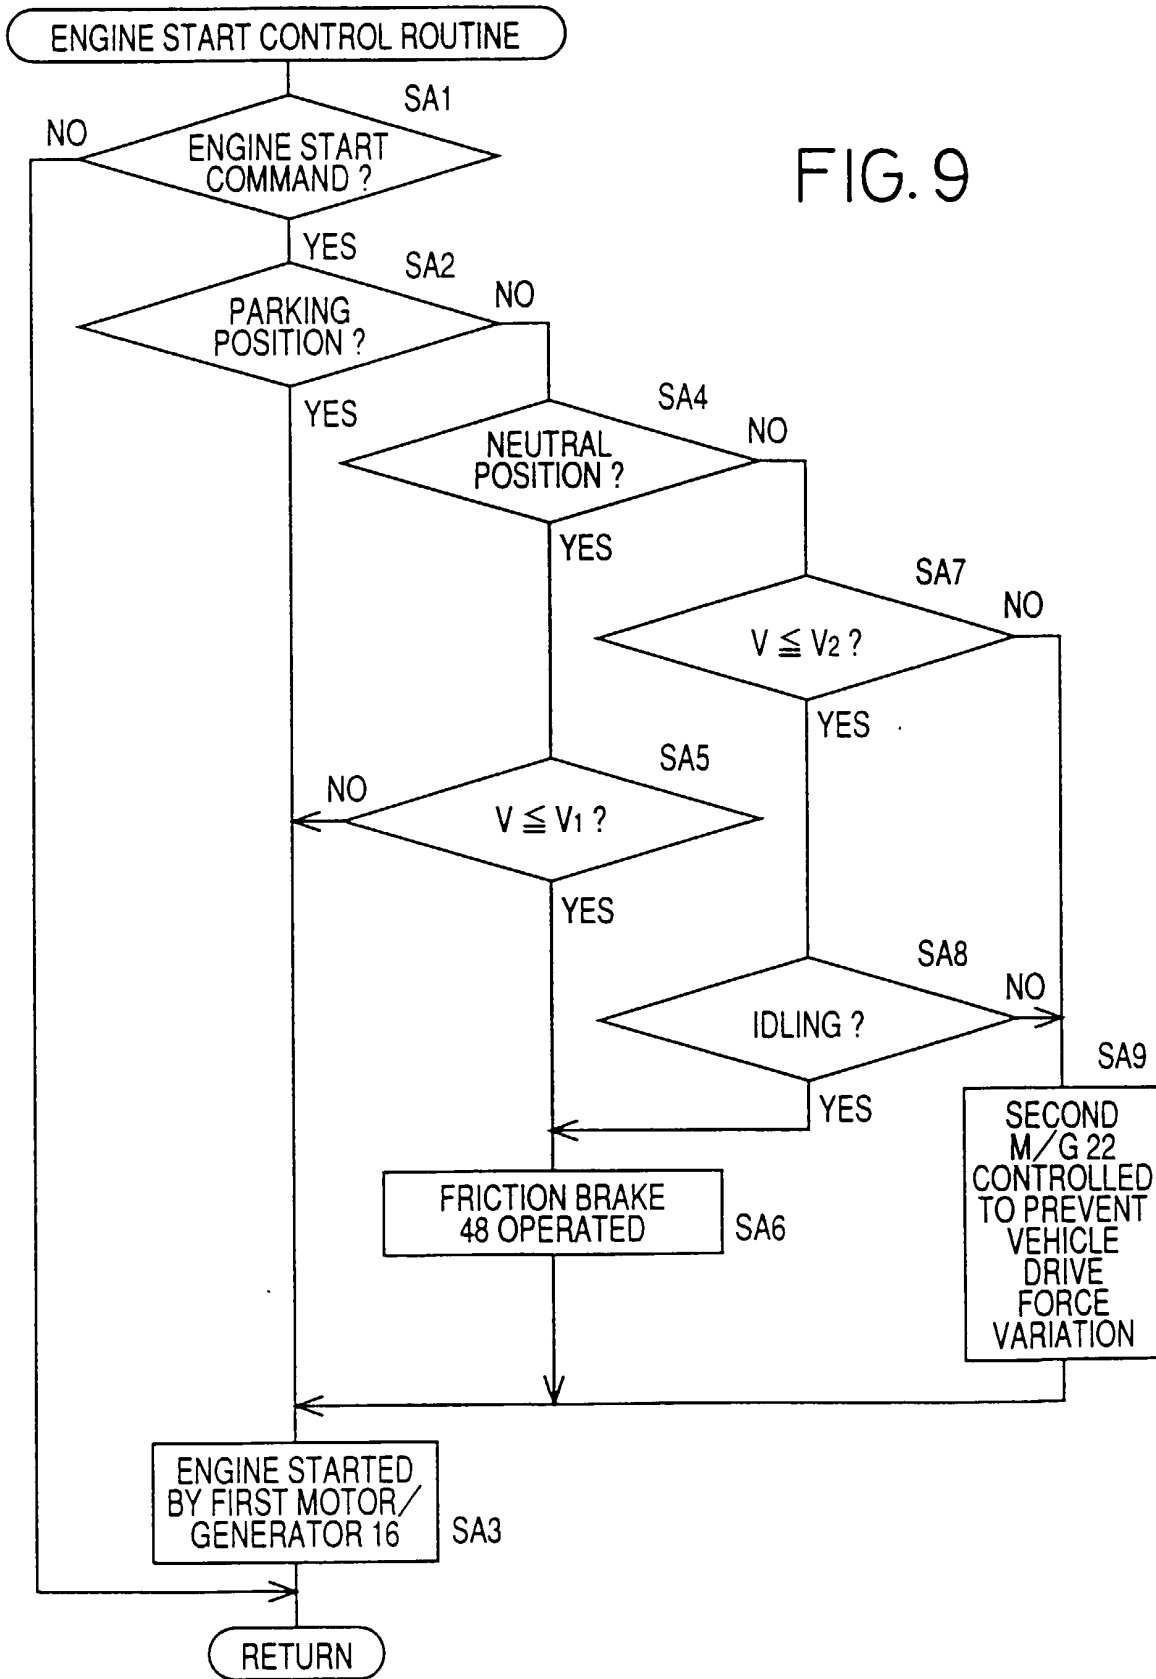 ENGINE START CONTROL ROUTINE
SA1
NO
ENGINE START
COMMAND ?
FIG. 9
YES
SA2
NO
PARKING
POSITION ?
YES
SA4
NO
NEUTRAL
POSITION ?
YES
SA7
NO
V ≦ V2 ?
YES
SA5
NO
V ≦ V1 ?
YES
SA8
NO
IDLING ?
YES
SA9
SECOND
M/G 22
CONTROLLED
TO PREVENT
VEHICLE
DRIVE
FORCE
VARIATION
FRICTION BRAKE
48 OPERATED
SA6
ENGINE STARTED
BY FIRST MOTOR/
GENERATOR 16
SA3
RETURN